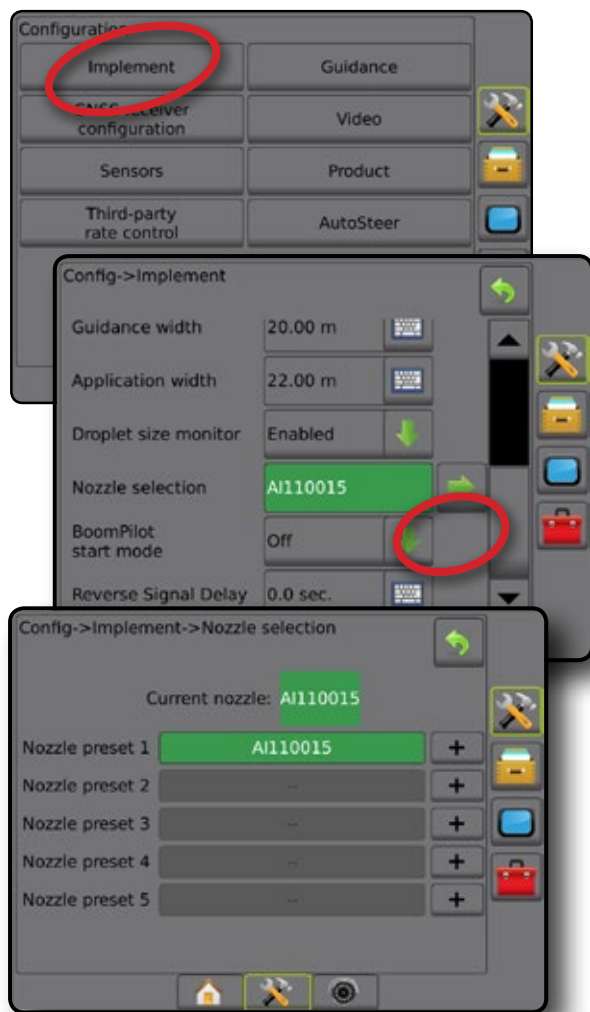 Configuration
Implement
Guidance
GNSS receiver
configuration
Video
Sensors
Product
Third-party
rate control
AutoSteer
Config->Implement
Guidance width 20.00 m
Application width 22.00 m
Droplet size monitor Enabled
Nozzle selection AI110015
BoomPilot
start mode Off
Reverse Signal Delay 0.0 sec.
Config->Implement->Nozzle selection
Current nozzle: AI110015
Nozzle preset 1 AI110015 +
Nozzle preset 2 -- +
Nozzle preset 3 -- +
Nozzle preset 4 -- +
Nozzle preset 5 -- +